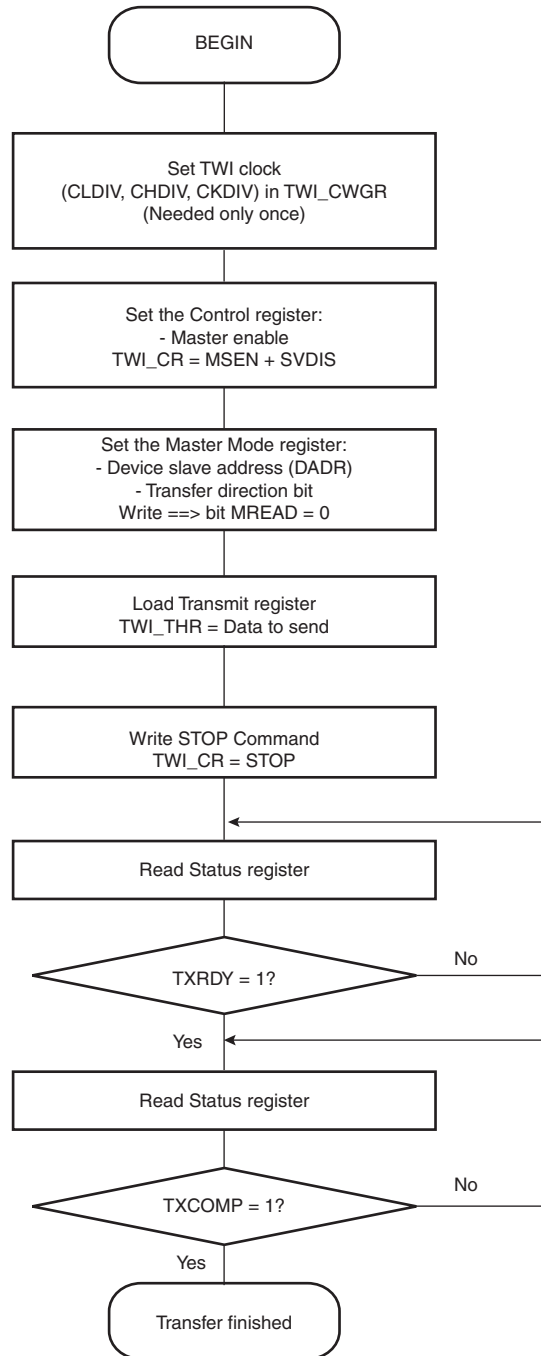 BEGIN
Set TWI clock
(CLDIV, CHDIV, CKDIV) in TWI_CWGR
(Needed only once)
Set the Control register:
- Master enable
TWI_CR = MSEN + SVDIS
Set the Master Mode register:
- Device slave address (DADR)
- Transfer direction bit
Write ==> bit MREAD = 0
Load Transmit register
TWI_THR = Data to send
Write STOP Command
TWI_CR = STOP
Read Status register
TXRDY = 1?
No
Yes
Read Status register
TXCOMP = 1?
No
Yes
Transfer finished